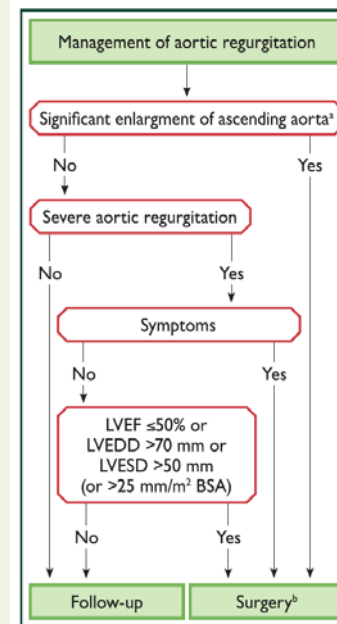 Management of aortic regurgitation
Significant enlargment of ascending aortaᵃ
No
Yes
Severe aortic regurgitation
No
Yes
Symptoms
No
Yes
LVEF ≤50% or
LVEDD >70 mm or
LVESD >50 mm
(or >25 mm/m² BSA)
No
Yes
Follow-up
Surgeryᵇ